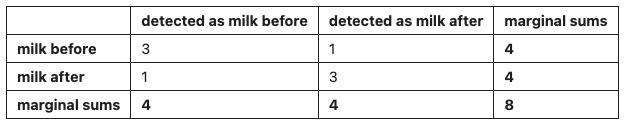 detected as milk before detected as milk after marginal sums
milk before 3 1 4
milk after 1 3 4
marginal sums 4 4 8